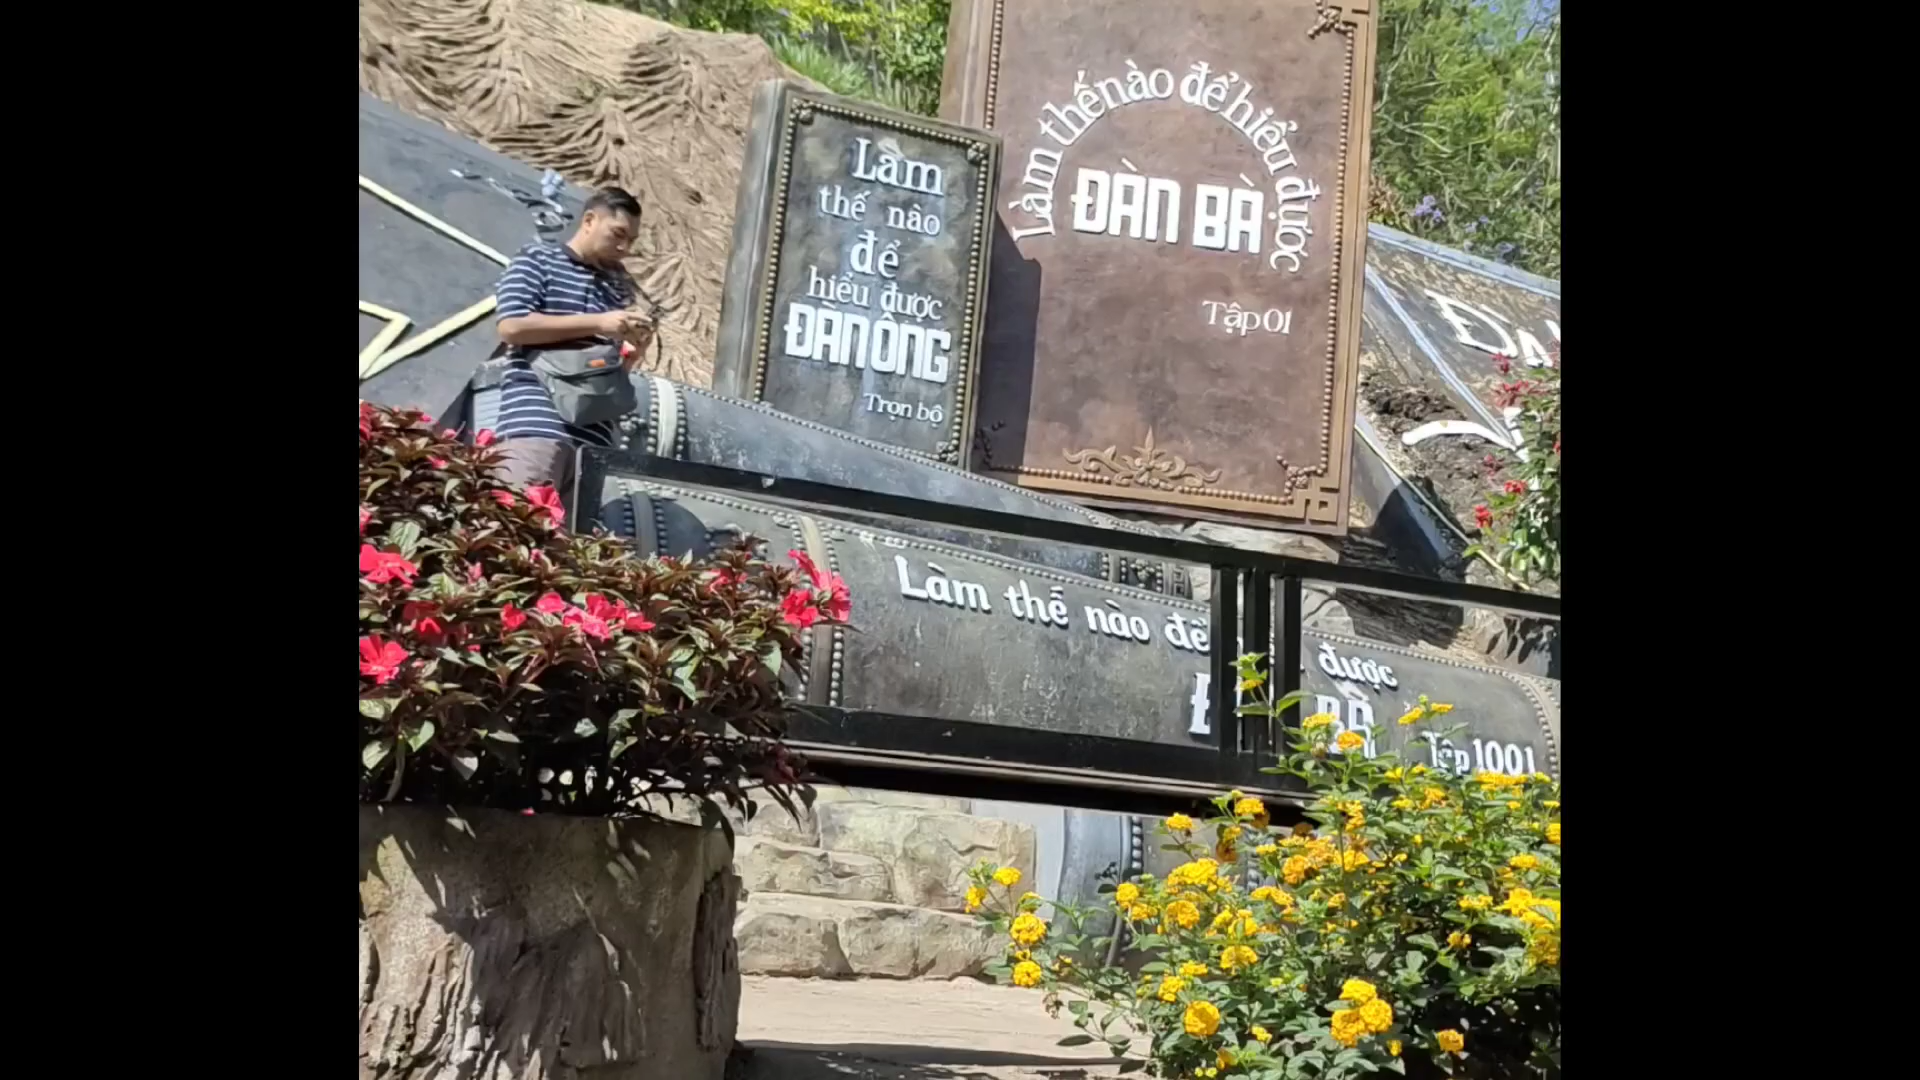 Làm
thế nào
để
hiểu được
ĐÀN ÔNG
Trọn bộ
Làm thế nào để hiểu được
ĐÀN BÀ
Tập 01
Làm thế nào để
được
BÀ
Tập 1001